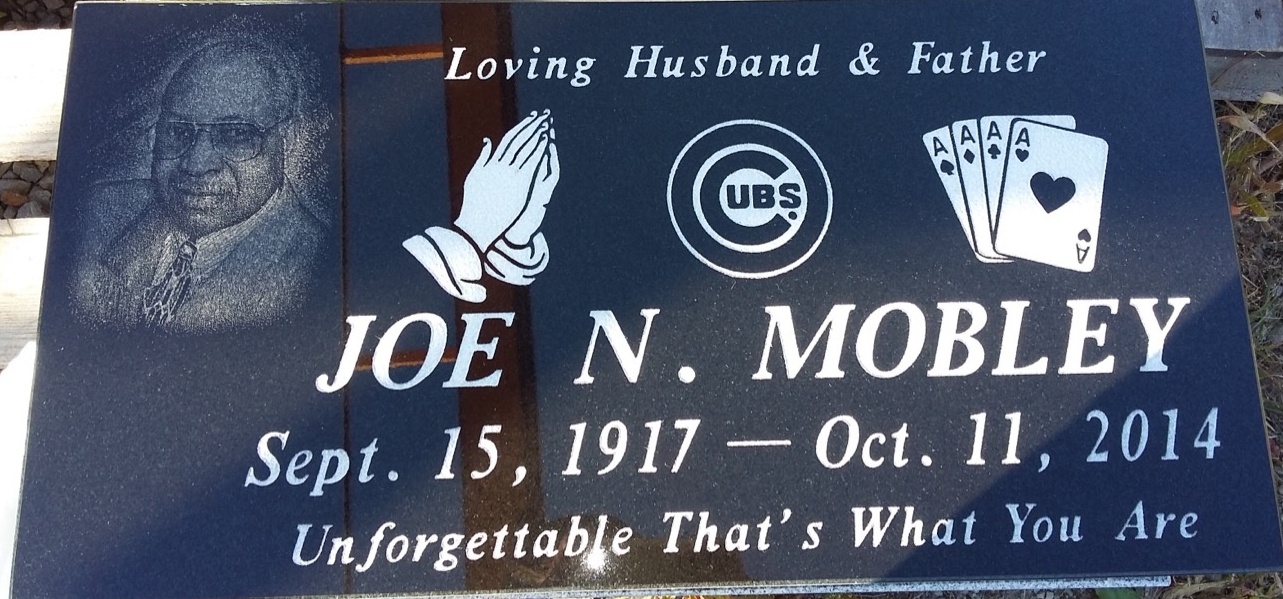 Loving Husband & Father
CUBS
A A A A
A
JOE N. MOBLEY
Sept. 15, 1917 — Oct. 11, 2014
Unforgettable That's What You Are